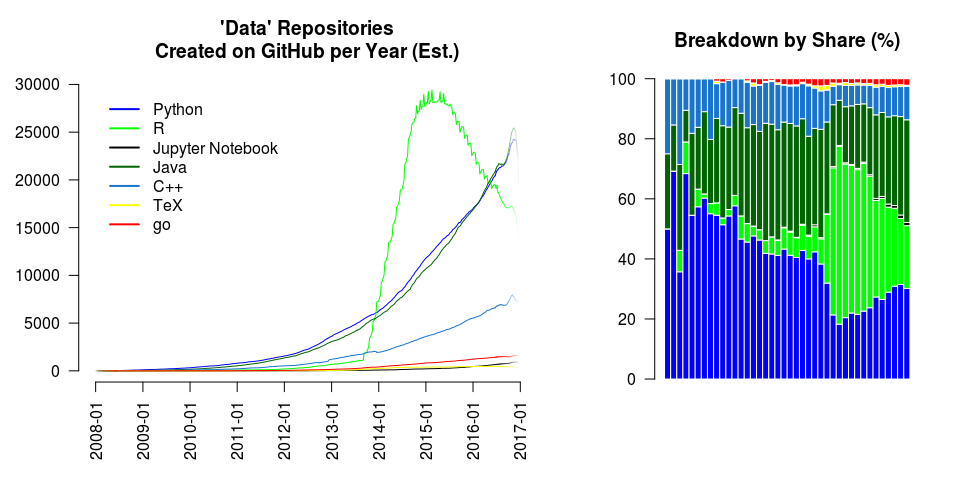 'Data' Repositories
Created on GitHub per Year (Est.)
30000
25000
20000
15000
10000
5000
0
Python
R
Jupyter Notebook
Java
C++
TeX
go
2008-01
2009-01
2010-01
2011-01
2012-01
2013-01
2014-01
2015-01
2016-01
2017-01
Breakdown by Share (%)
100
80
60
40
20
0